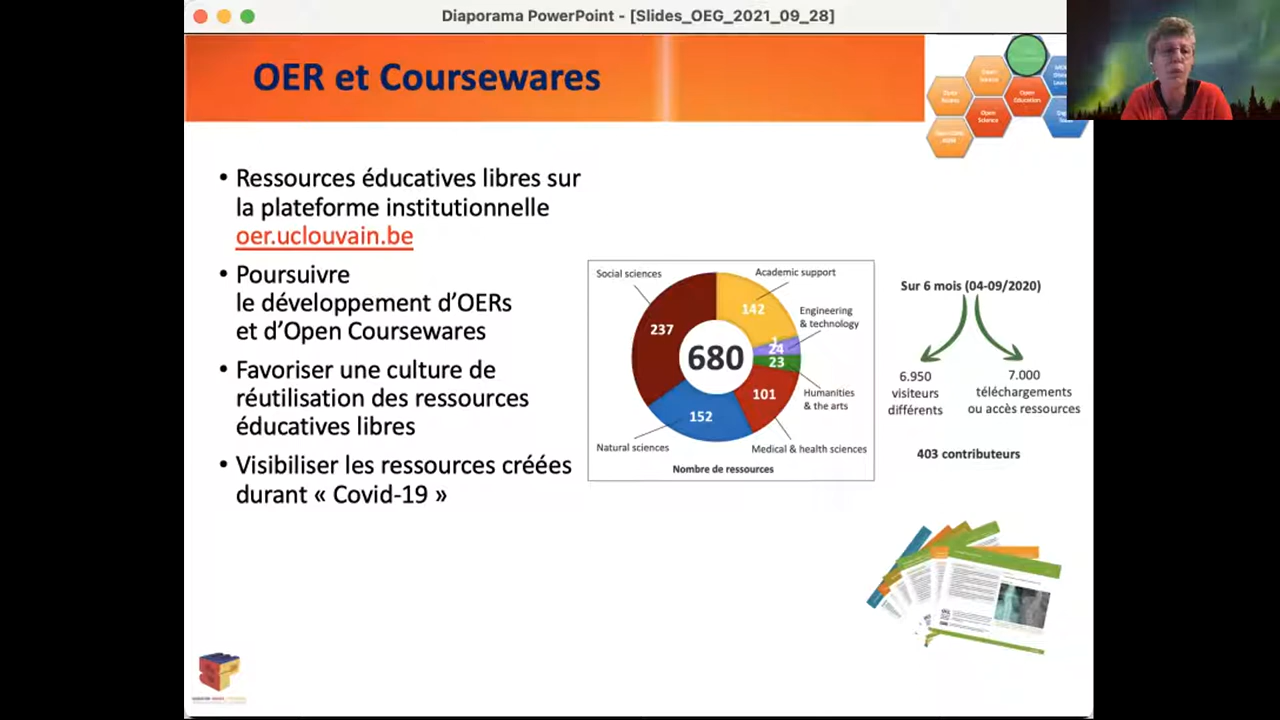 Diaporama PowerPoint - [Slides_OEG_2021_09_28]
OER et Coursewares
Open
Education
Open
Science
• Ressources éducatives libres sur
la plateforme institutionnelle
oer.uclouvain.be
• Poursuivre
le développement d’OERs
et d’Open Coursewares
• Favoriser une culture de
réutilisation des ressources
éducatives libres
• Visibiliser les ressources créées
durant « Covid-19 »
Social sciences
Academic support
Engineering
& technology
Humanities
& the arts
Medical & health sciences
Natural sciences
237
142
1
24
23
101
152
680
Nombre de ressources
Sur 6 mois (04-09/2020)
6.950
visiteurs
différents
7.000
téléchargements
ou accès ressources
403 contributeurs